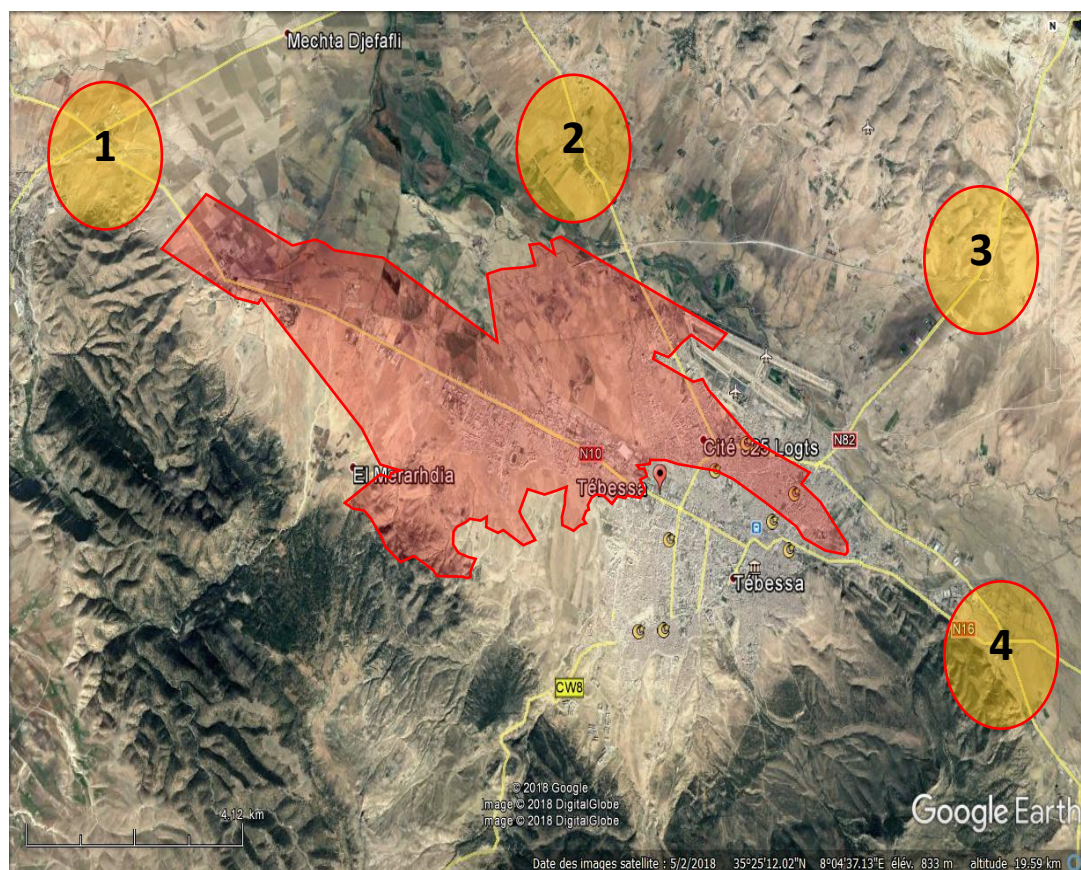 N
Mechta Djefafli
1
2
3
N82
Cité 325 Logts
N10
El Merarhdia
Tébessa
Tébessa
N16
4
CW8
© 2018 Google
Image © 2018 DigitalGlobe
Image © 2018 DigitalGlobe
4.12 km
Google Earth
Date des images satellite : 5/2/2018 35°25'12.02"N 8°04'37.13"E élév. 833 m altitude 19.59 km